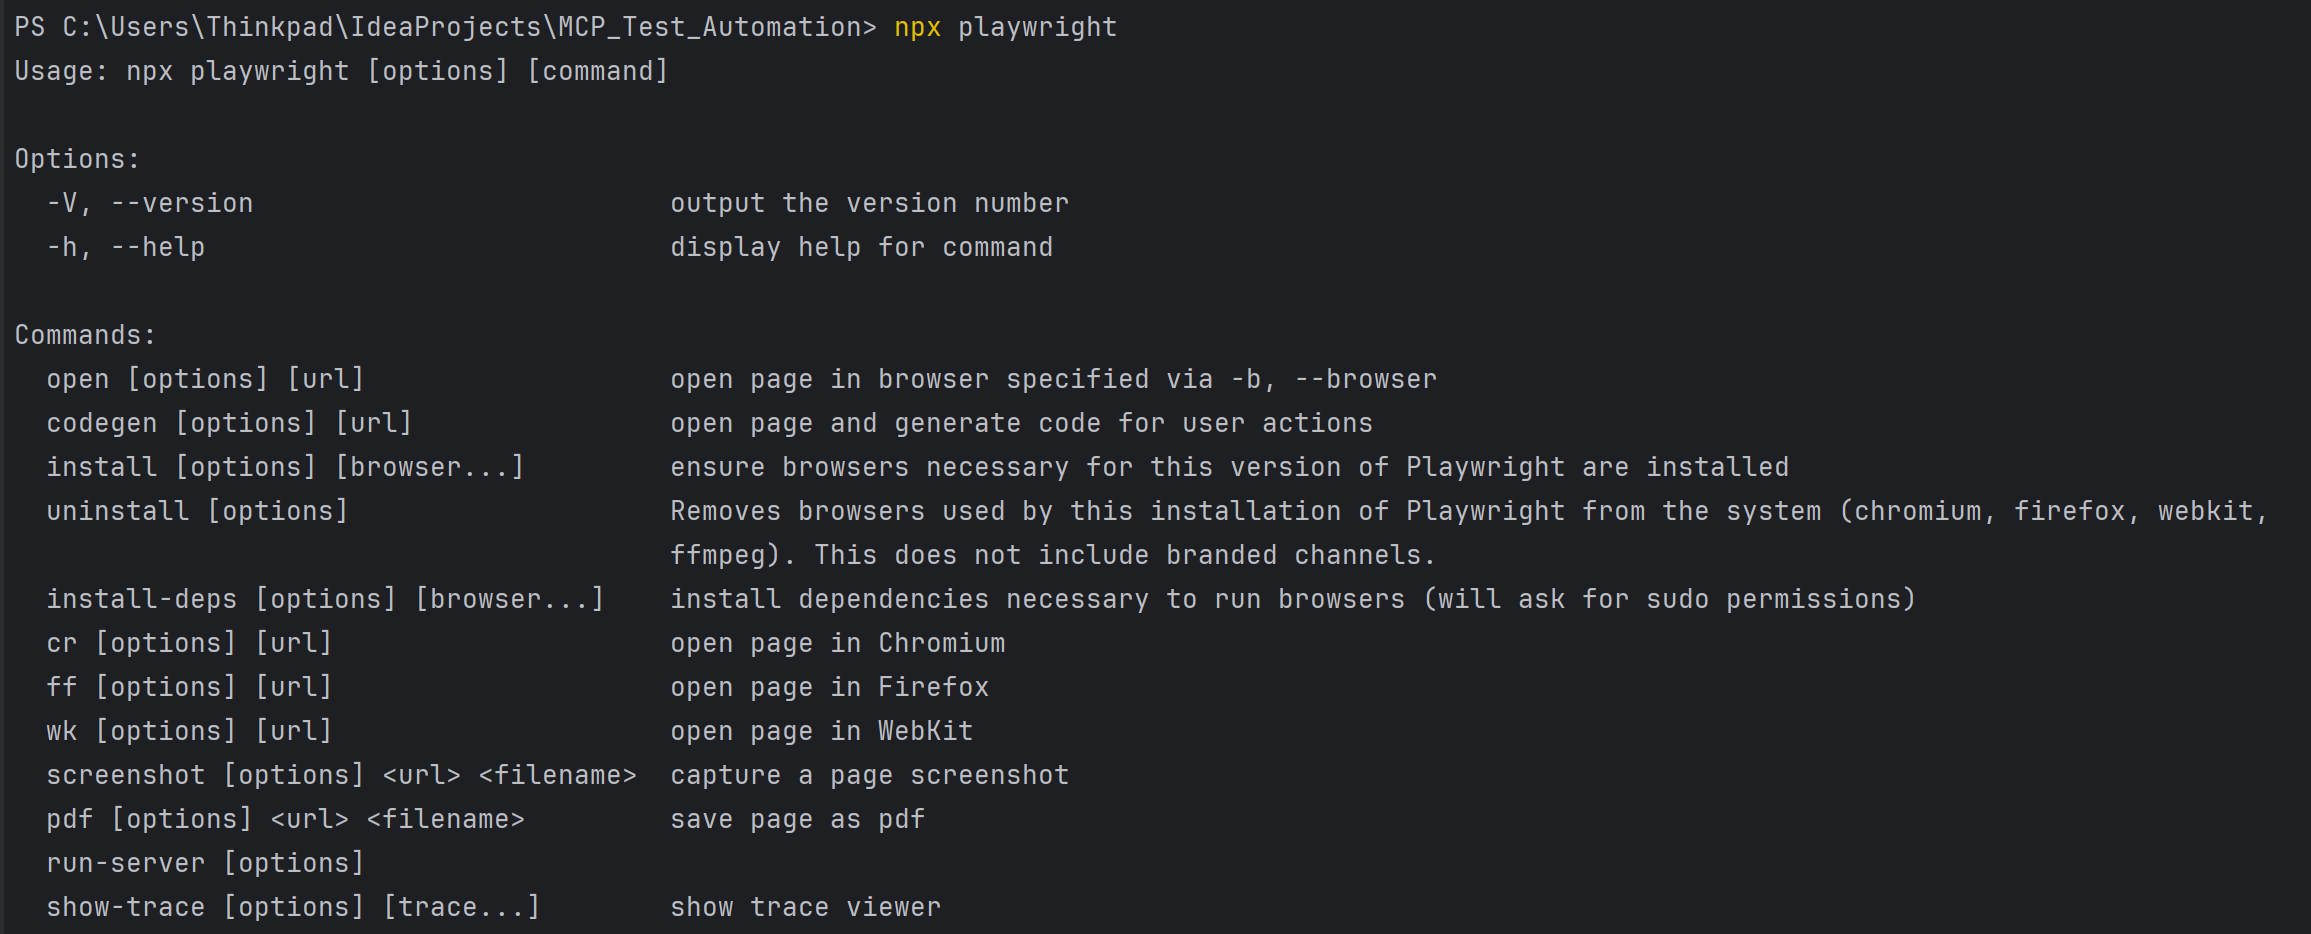 PS C:\Users\Thinkpad\IdeaProjects\MCP_Test_Automation> npx playwright
Usage: npx playwright [options] [command]

Options:
  -V, --version                          output the version number
  -h, --help                             display help for command

Commands:
  open [options] [url]                   open page in browser specified via -b, --browser
  codegen [options] [url]                open page and generate code for user actions
  install [options] [browser...]         ensure browsers necessary for this version of Playwright are installed
  uninstall [options]                    Removes browsers used by this installation of Playwright from the system (chromium, firefox, webkit,
                                         ffmpeg). This does not include branded channels.
  install-deps [options] [browser...]    install dependencies necessary to run browsers (will ask for sudo permissions)
  cr [options] [url]                     open page in Chromium
  ff [options] [url]                     open page in Firefox
  wk [options] [url]                     open page in WebKit
  screenshot [options] <url> <filename>  capture a page screenshot
  pdf [options] <url> <filename>         save page as pdf
  run-server [options]
  show-trace [options] [trace...]        show trace viewer